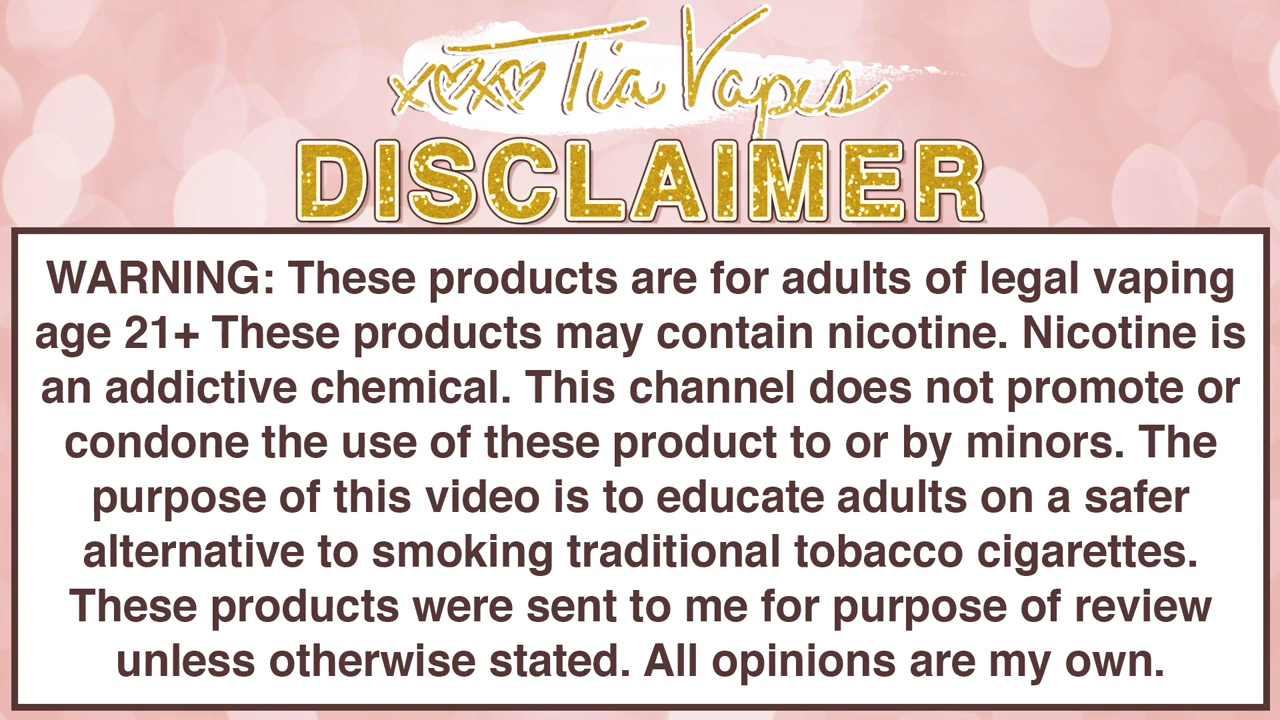 xoxo Tia Vapes
DISCLAIMER
WARNING: These products are for adults of legal vaping
age 21+ These products may contain nicotine. Nicotine is
an addictive chemical. This channel does not promote or
condone the use of these product to or by minors. The
purpose of this video is to educate adults on a safer
alternative to smoking traditional tobacco cigarettes.
These products were sent to me for purpose of review
unless otherwise stated. All opinions are my own.